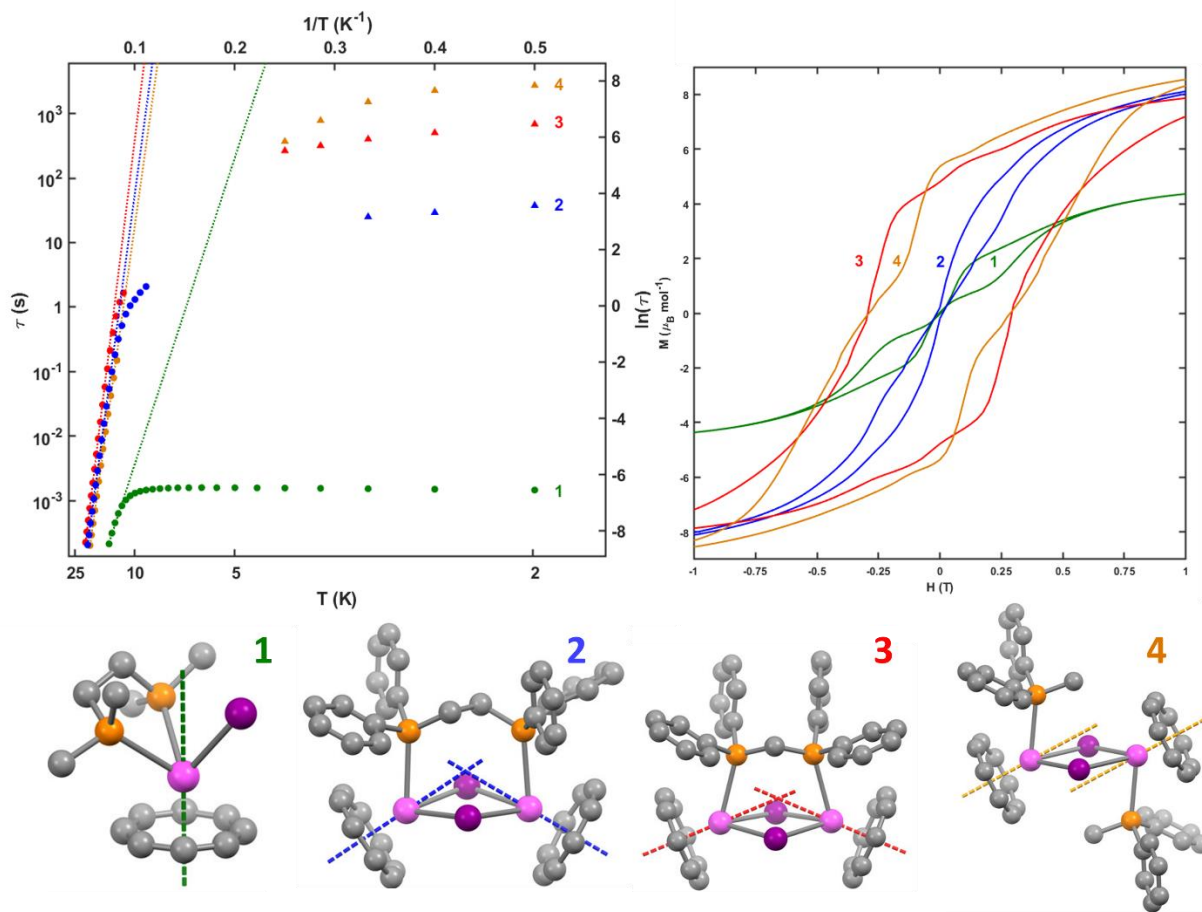 1/T (K⁻¹)
0.1 0.2 0.3 0.4 0.5
τ (s)
10³
10²
10
1
10⁻¹
10⁻²
10⁻³
8
6
4
2
0
-2
-4
-6
-8
ln(τ)
4
3
2
1
25 10 5 2
T (K)
M (μB mol⁻¹)
8
6
4
2
0
-2
-4
-6
-8
3 4 2 1
-1 -0.75 -0.5 -0.25 0 0.25 0.5 0.75 1
H (T)
1 2 3 4